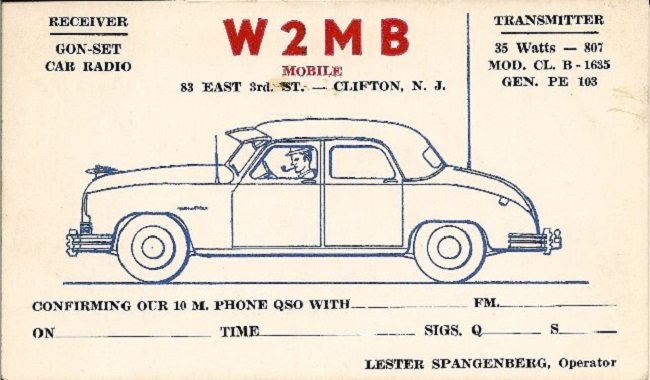 RECEIVER
GON-SET
CAR RADIO
W2MB
MOBILE
83 EAST 3rd. ST. — CLIFTON, N. J.
TRANSMITTER
35 Watts — 807
MOD. CL. B - 1635
GEN. PE 103
CONFIRMING OUR 10 M. PHONE QSO WITH FM.
ON TIME SIGS. Q S.
LESTER SPANGENBERG, Operator